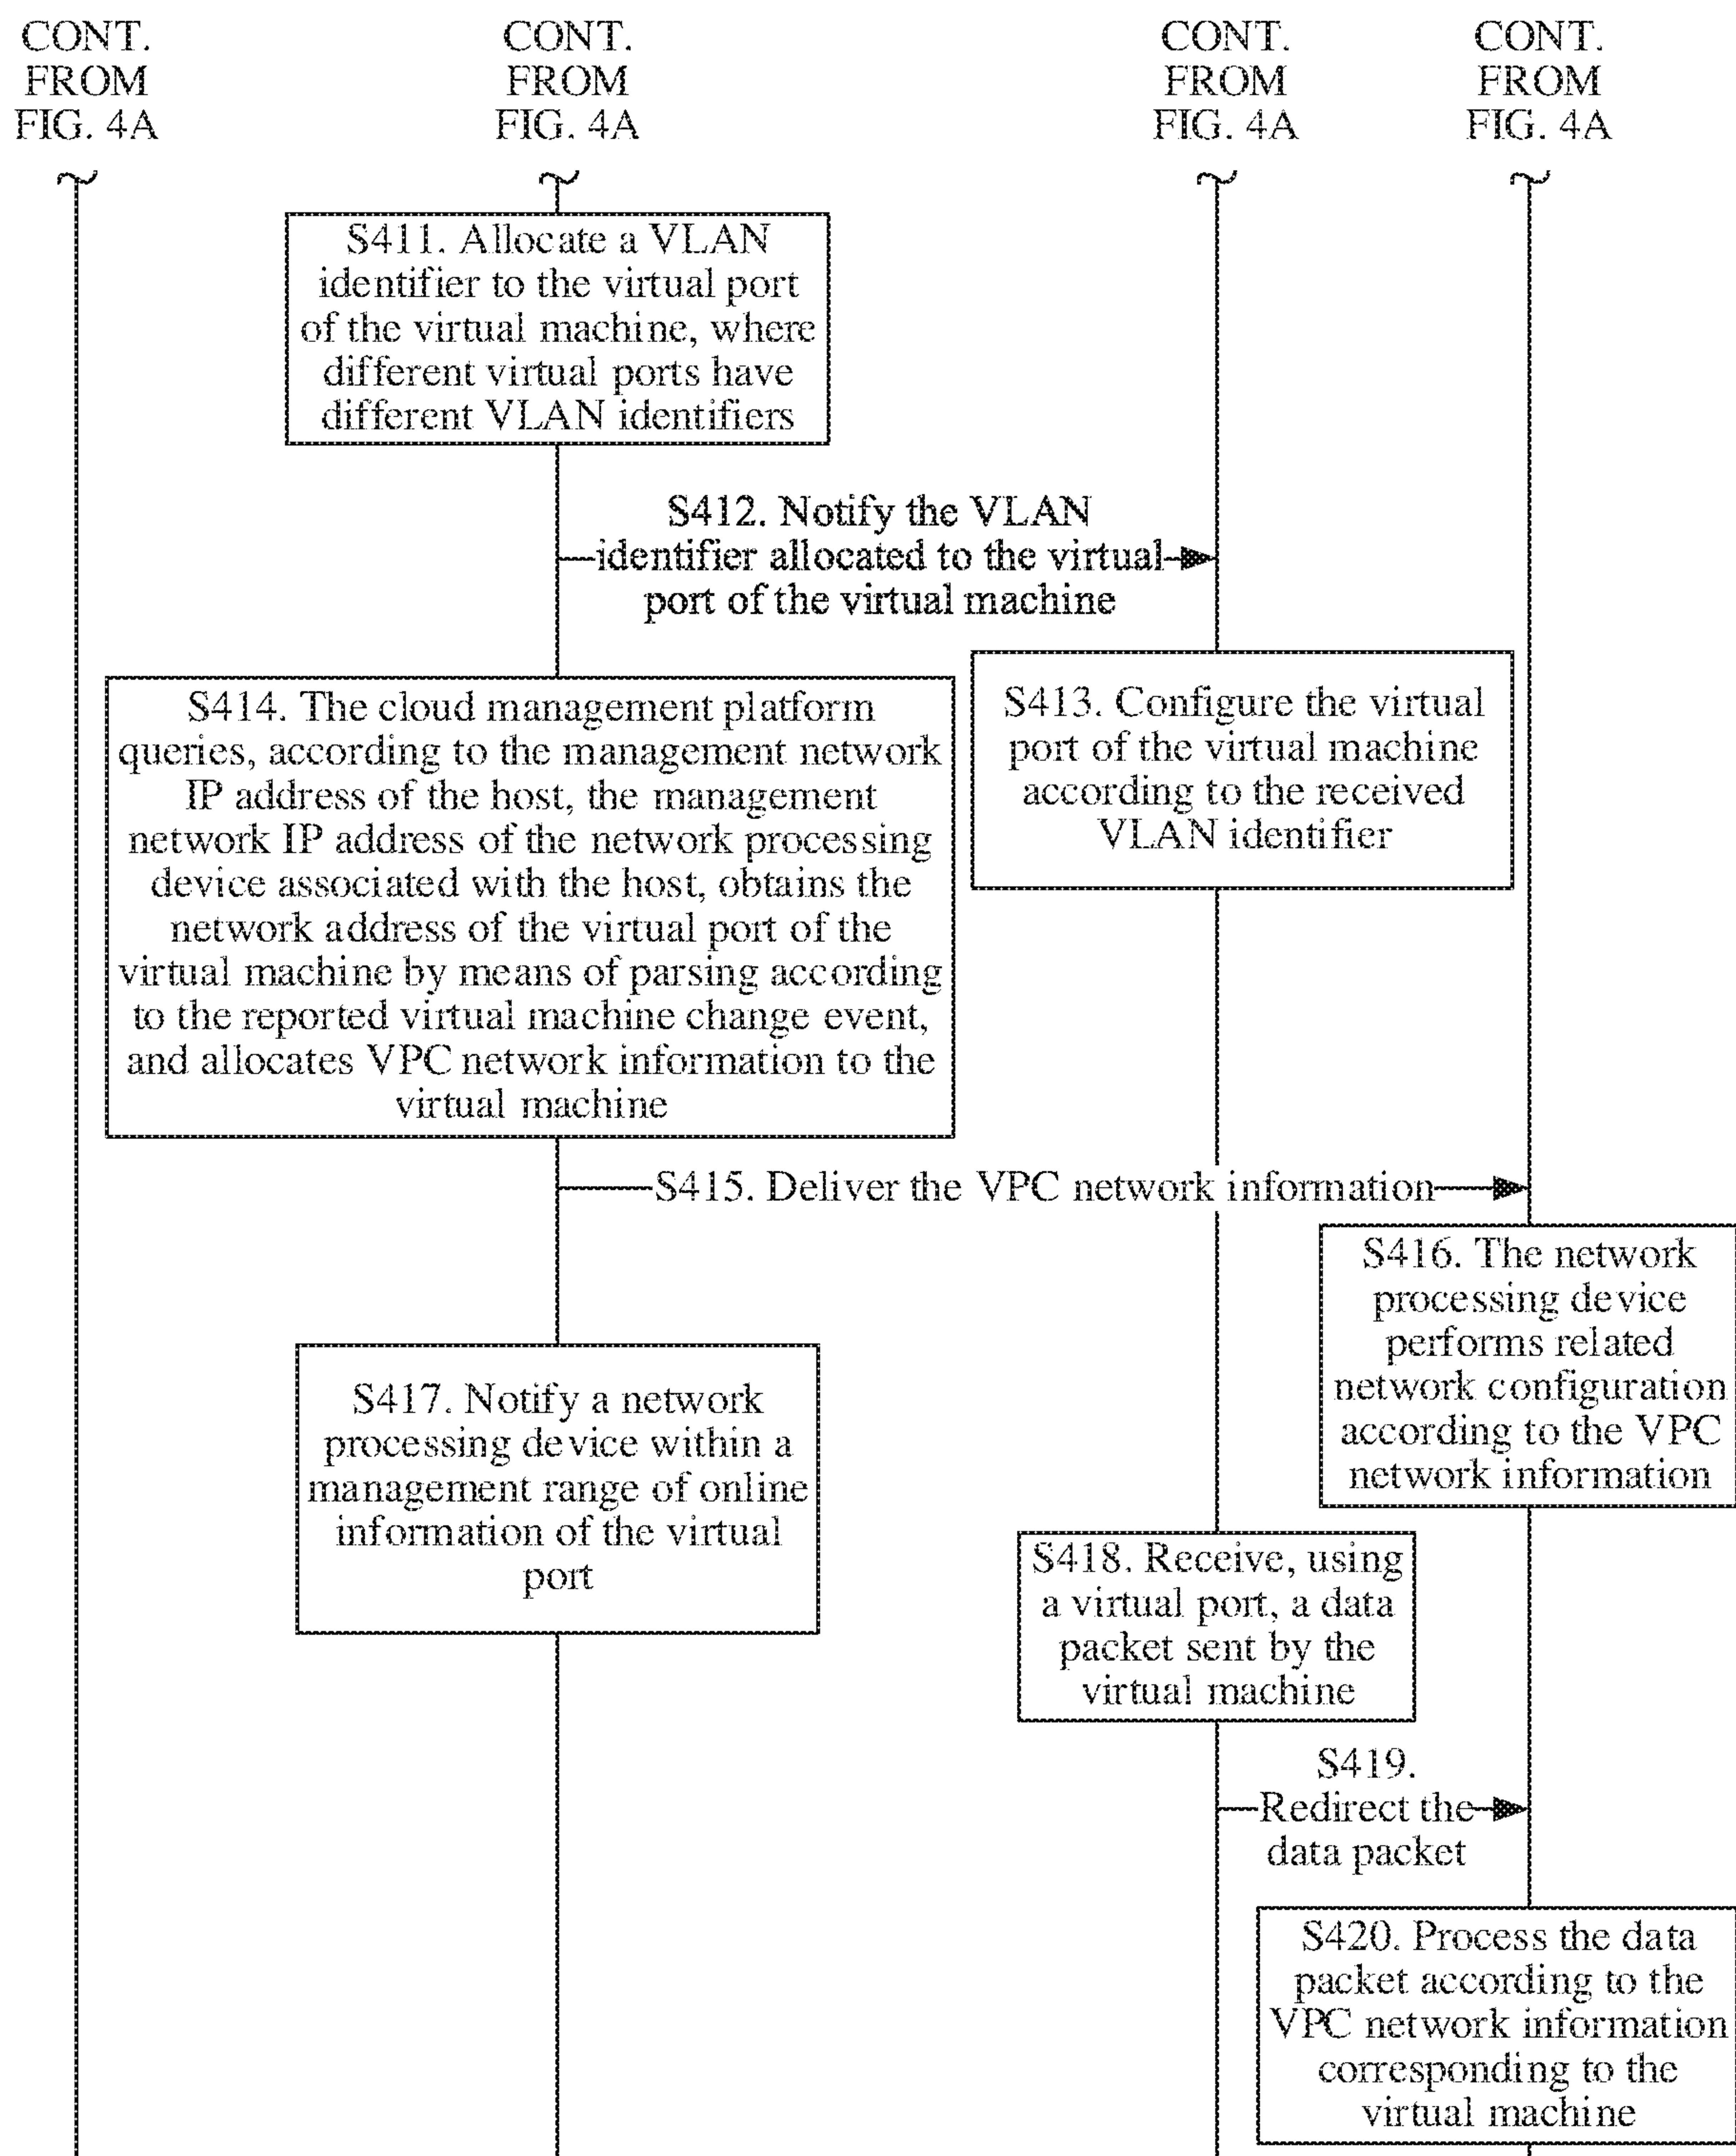 CONT.
FROM
FIG. 4A
CONT.
FROM
FIG. 4A
CONT.
FROM
FIG. 4A
CONT.
FROM
FIG. 4A
S411. Allocate a VLAN
identifier to the virtual port
of the virtual machine, where
different virtual ports have
different VLAN identifiers
S412. Notify the VLAN
identifier allocated to the virtual
port of the virtual machine
S413. Configure the virtual
port of the virtual machine
according to the received
VLAN identifier
S414. The cloud management platform
queries, according to the management network
IP address of the host, the management
network IP address of the network processing
device associated with the host, obtains the
network address of the virtual port of the
virtual machine by means of parsing according
to the reported virtual machine change event,
and allocates VPC network information to the
virtual machine
S415. Deliver the VPC network information
S416. The network
processing device
performs related
network configuration
according to the VPC
network information
S417. Notify a network
processing device within a
management range of online
information of the virtual
port
S418. Receive, using
a virtual port, a data
packet sent by the
virtual machine
S419.
Redirect the
data packet
S420. Process the data
packet according to the
VPC network information
corresponding to the
virtual machine